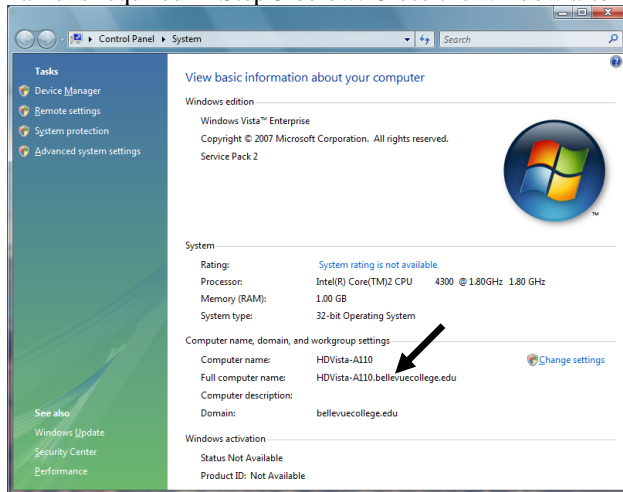 Control Panel ▸ System
Search
Tasks
Device Manager
Remote settings
System protection
Advanced system settings
View basic information about your computer
Windows edition
Windows Vista™ Enterprise
Copyright © 2007 Microsoft Corporation. All rights reserved.
Service Pack 2
TM
System
Rating: System rating is not available
Processor: Intel(R) Core(TM)2 CPU 4300 @ 1.80GHz 1.80 GHz
Memory (RAM): 1.00 GB
System type: 32-bit Operating System
Computer name, domain, and workgroup settings
Computer name: HDVista-A110 Change settings
Full computer name: HDVista-A110.bellevuecollege.edu
Computer description:
Domain: bellevuecollege.edu
Windows activation
Status Not Available
Product ID: Not Available
See also
Windows Update
Security Center
Performance